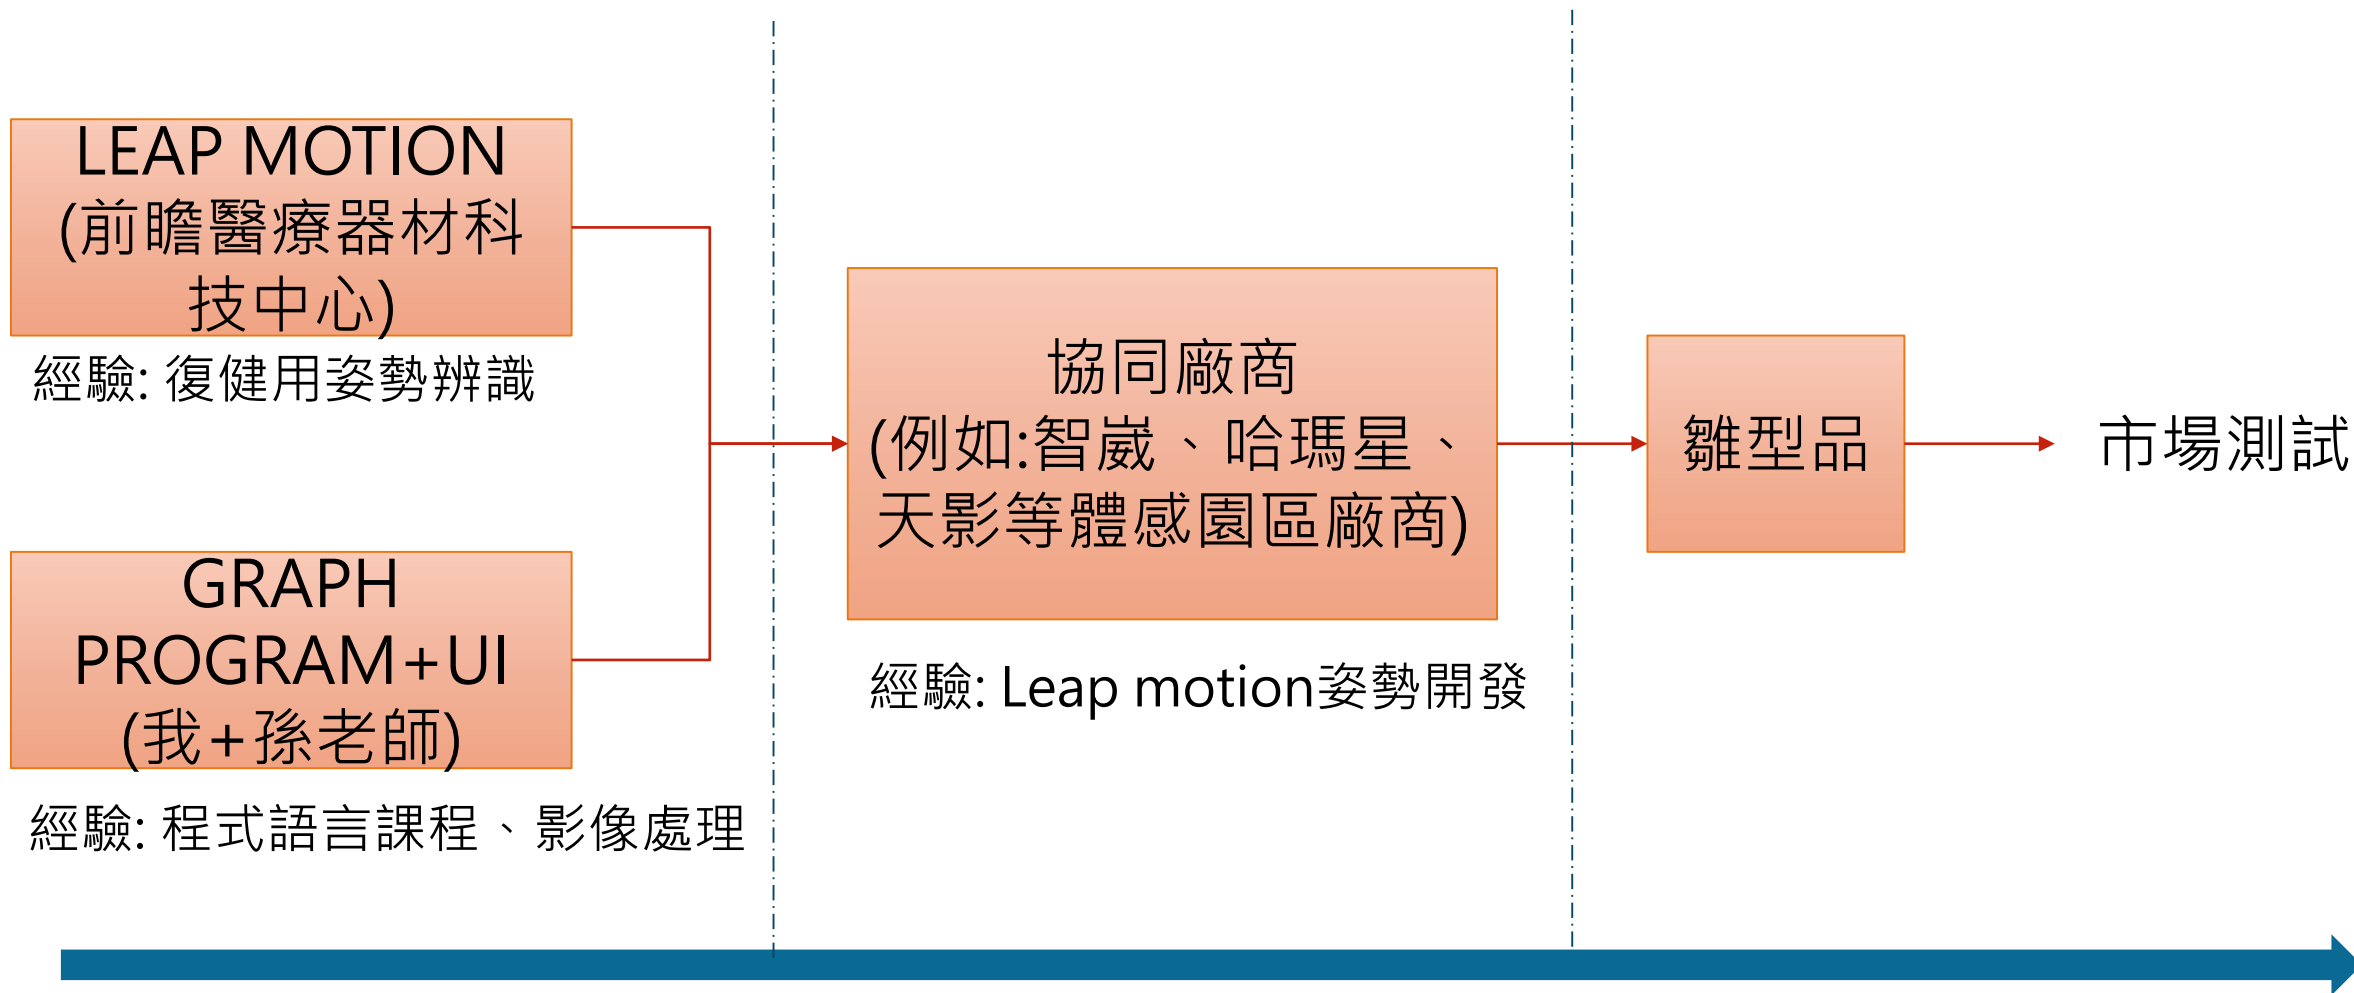 LEAP MOTION
(前瞻醫療器材科
技中心)
經驗: 復健用姿勢辨識
GRAPH
PROGRAM+UI
(我+孫老師)
經驗: 程式語言課程、影像處理
協同廠商
(例如:智崴、哈瑪星、
天影等體感園區廠商)
經驗: Leap motion姿勢開發
雛型品
市場測試